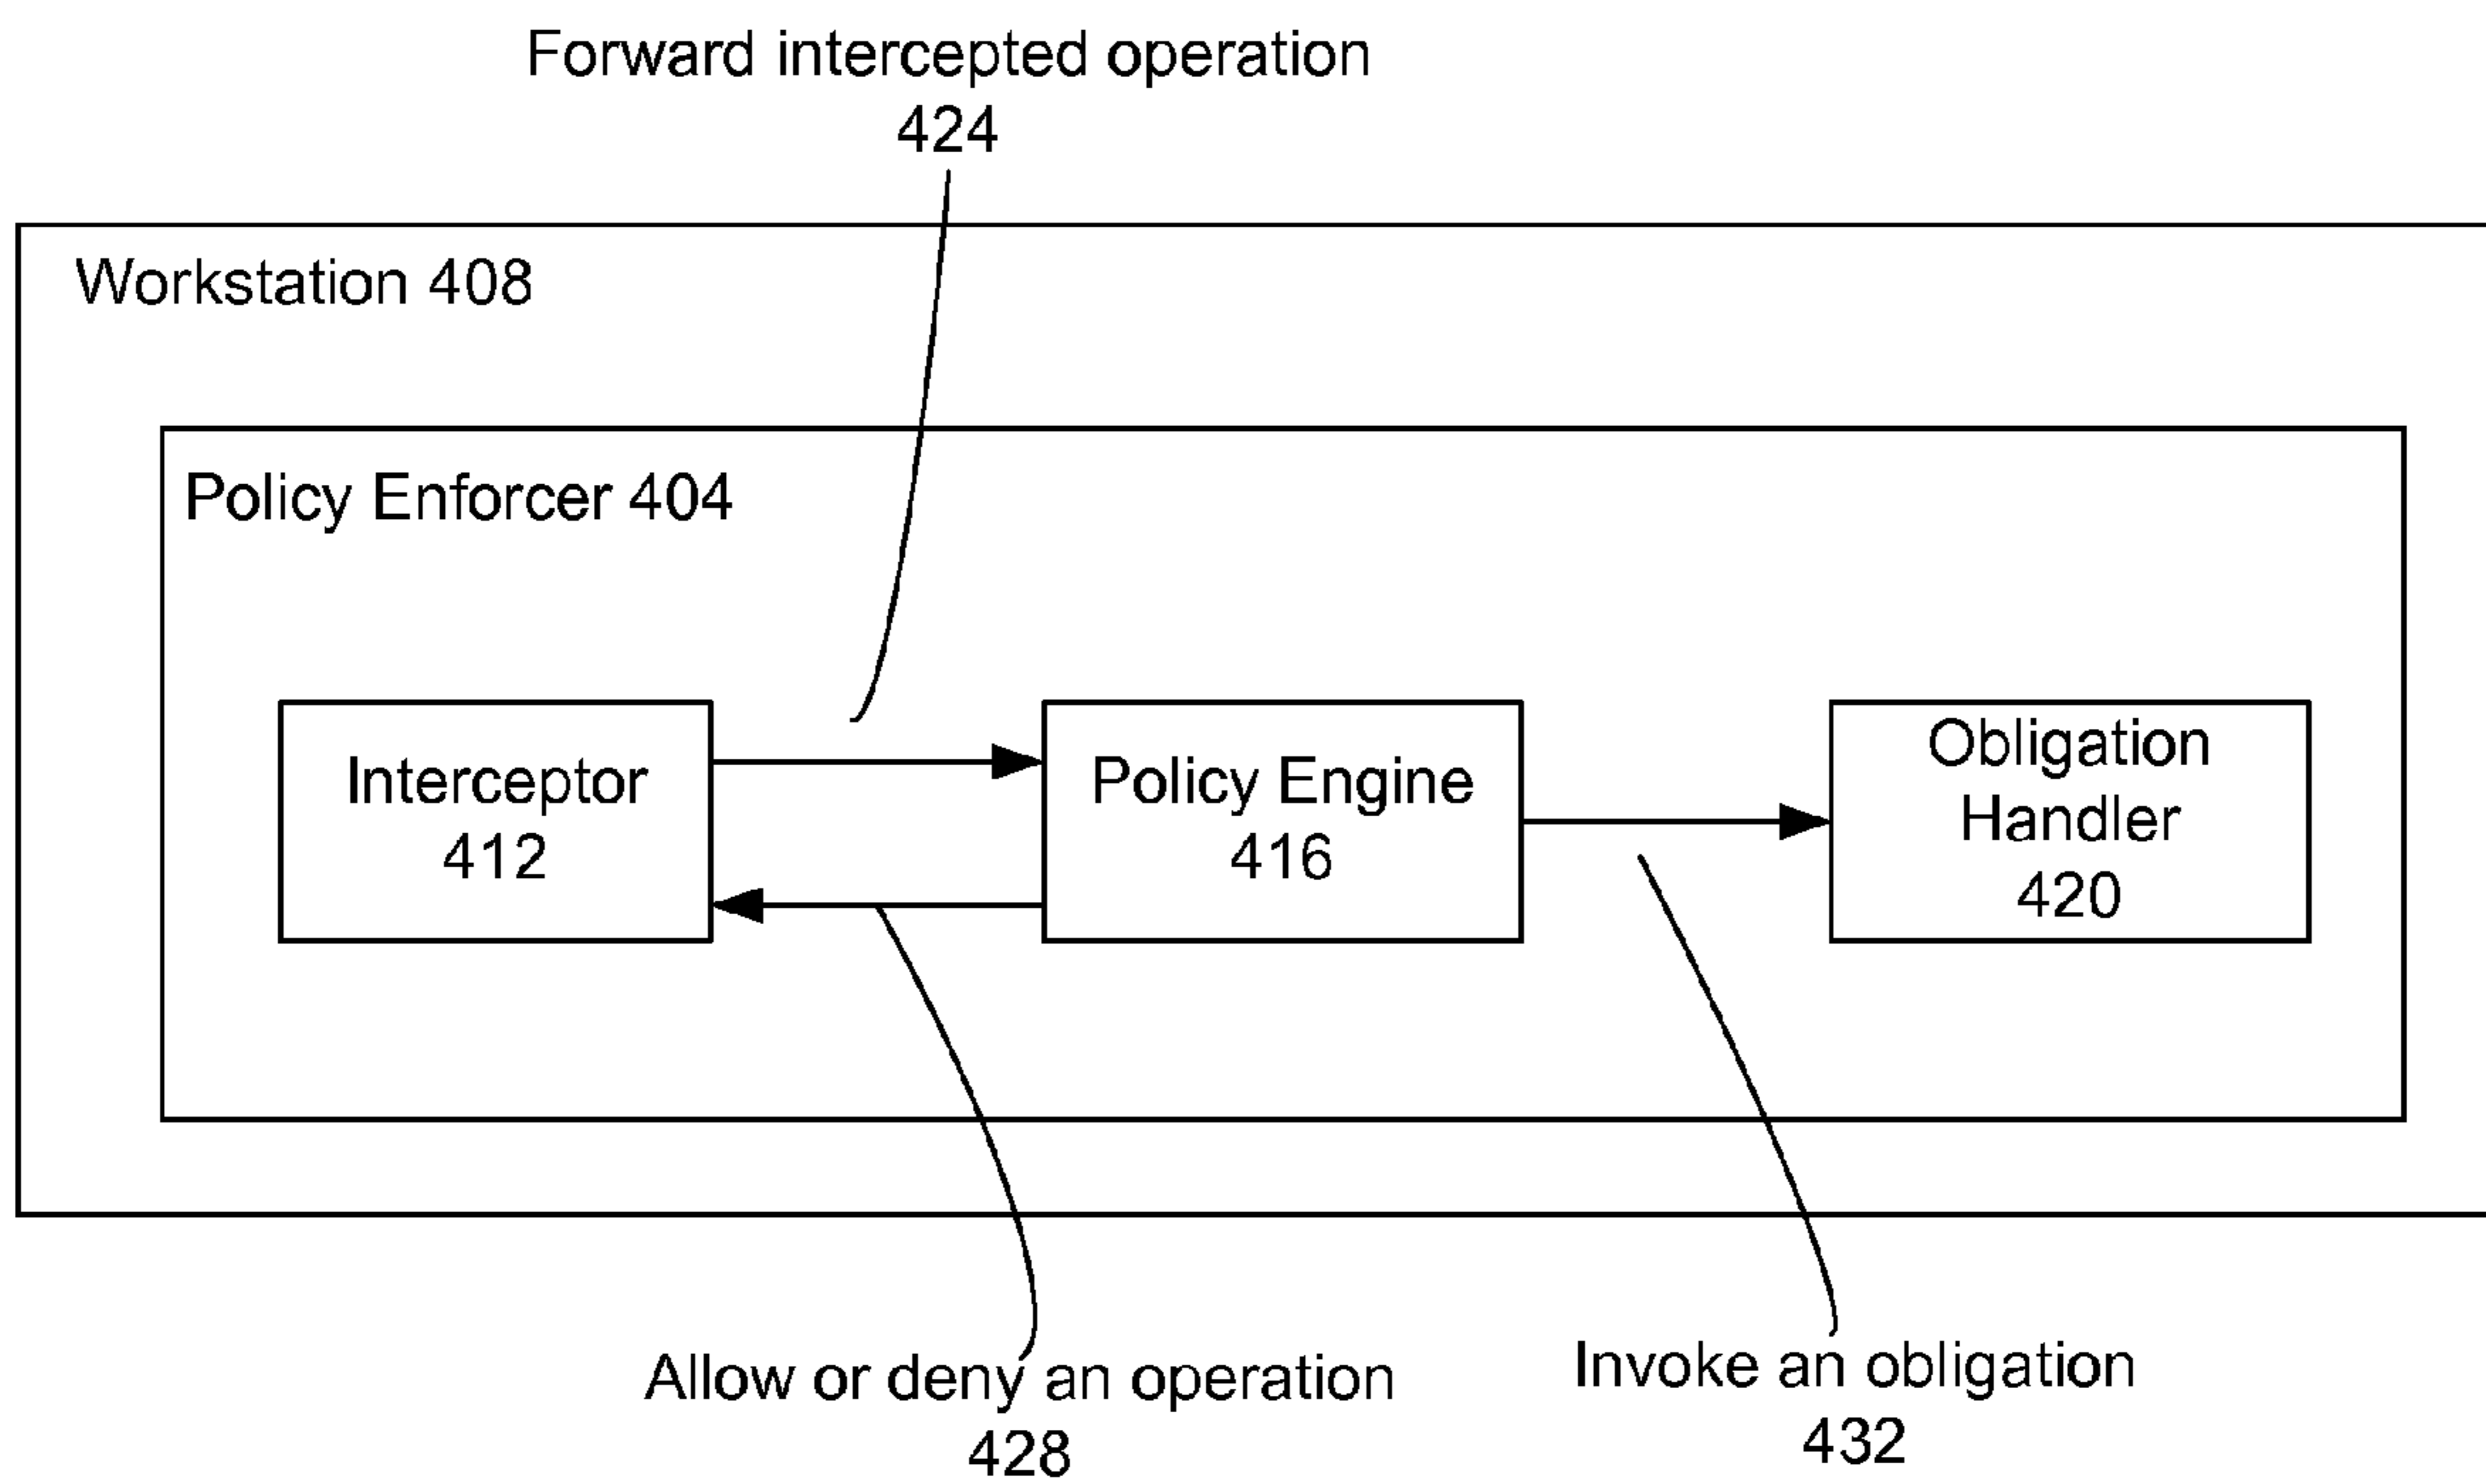 Forward intercepted operation
424
Workstation 408
Policy Enforcer 404
Interceptor
412
Policy Engine
416
Obligation
Handler
420
Allow or deny an operation
428
Invoke an obligation
432